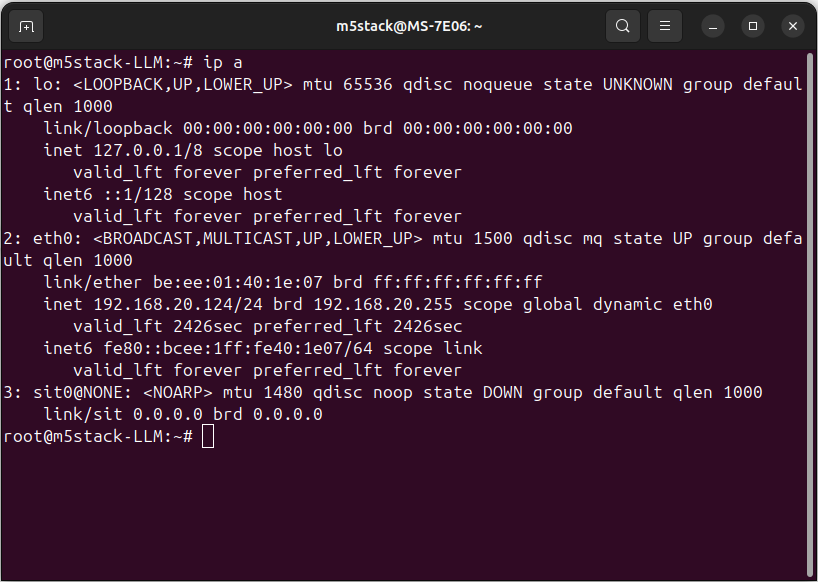 m5stack@MS-7E06: ~
root@m5stack-LLM:~# ip a
1: lo: <LOOPBACK,UP,LOWER_UP> mtu 65536 qdisc noqueue state UNKNOWN group defaul
t qlen 1000
    link/loopback 00:00:00:00:00:00 brd 00:00:00:00:00:00
    inet 127.0.0.1/8 scope host lo
       valid_lft forever preferred_lft forever
    inet6 ::1/128 scope host
       valid_lft forever preferred_lft forever
2: eth0: <BROADCAST,MULTICAST,UP,LOWER_UP> mtu 1500 qdisc mq state UP group defa
ult qlen 1000
    link/ether be:ee:01:40:1e:07 brd ff:ff:ff:ff:ff:ff
    inet 192.168.20.124/24 brd 192.168.20.255 scope global dynamic eth0
       valid_lft 2426sec preferred_lft 2426sec
    inet6 fe80::bcee:1ff:fe40:1e07/64 scope link
       valid_lft forever preferred_lft forever
3: sit0@NONE: <NOARP> mtu 1480 qdisc noop state DOWN group default qlen 1000
    link/sit 0.0.0.0 brd 0.0.0.0
root@m5stack-LLM:~#